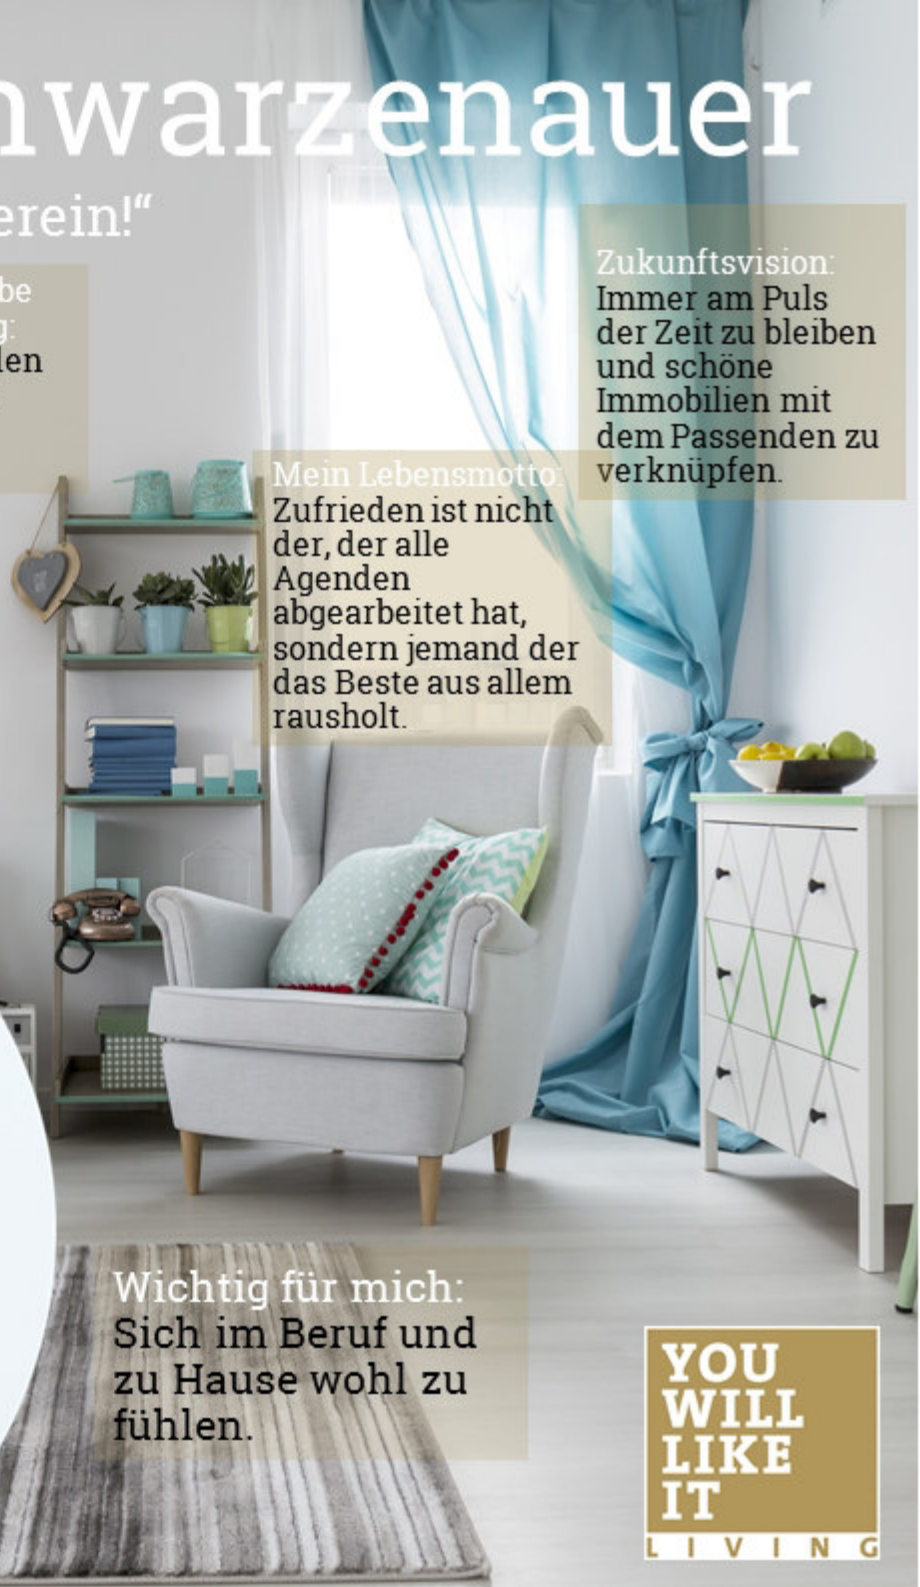 hwarzenauer
erein!“
be
g:
len
Zukunftsvision:
Immer am Puls
der Zeit zu bleiben
und schöne
Immobilien mit
dem Passenden zu
verknüpfen.
Mein Lebensmotto:
Zufrieden ist nicht
der, der alle
Agenden
abgearbeitet hat,
sondern jemand der
das Beste aus allem
rausholt.
Wichtig für mich:
Sich im Beruf und
zu Hause wohl zu
fühlen.
YOU
WILL
LIKE
IT
LIVING